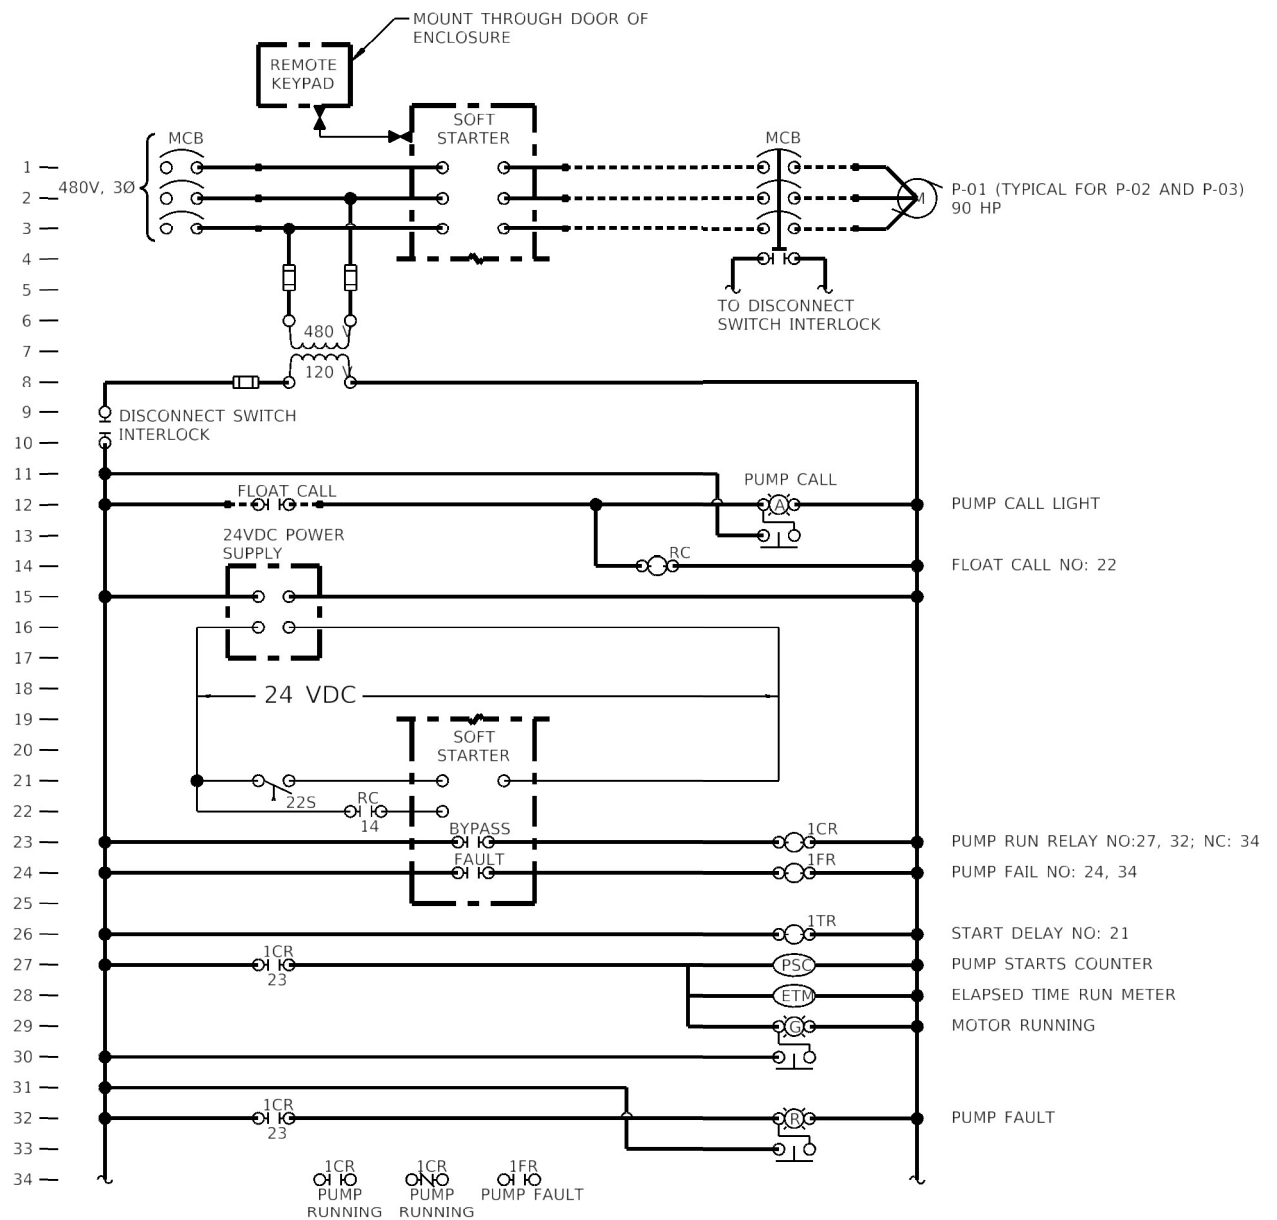 MOUNT THROUGH DOOR OF
ENCLOSURE
REMOTE
KEYPAD
SOFT
STARTER
MCB
MCB
1
480V, 3Ø
2
3
M
P-01 (TYPICAL FOR P-02 AND P-03)
90 HP
4
5
TO DISCONNECT
SWITCH INTERLOCK
6
480 V
7
120 V
8
9
DISCONNECT SWITCH
INTERLOCK
10
11
PUMP CALL
FLOAT CALL
12
A
PUMP CALL LIGHT
13
24VDC POWER
SUPPLY
RC
14
FLOAT CALL NO: 22
15
16
17
18
24 VDC
19
SOFT
STARTER
20
21
22S
RC
22
14
BYPASS
1CR
23
PUMP RUN RELAY NO:27, 32; NC: 34
FAULT
1FR
24
PUMP FAIL NO: 24, 34
25
1TR
26
START DELAY NO: 21
1CR
27
23
PSC
PUMP STARTS COUNTER
28
ETM
ELAPSED TIME RUN METER
29
G
MOTOR RUNNING
30
31
1CR
32
23
R
PUMP FAULT
33
34
1CR
PUMP
RUNNING
1CR
PUMP
RUNNING
1FR
PUMP FAULT